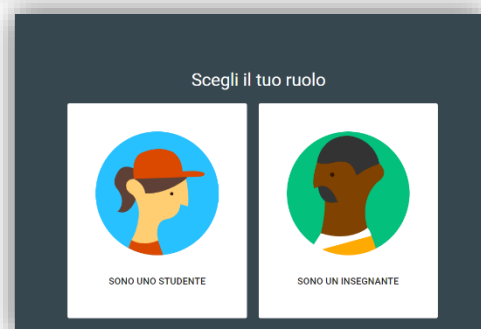 Scegli il tuo ruolo
SONO UNO STUDENTE
SONO UN INSEGNANTE